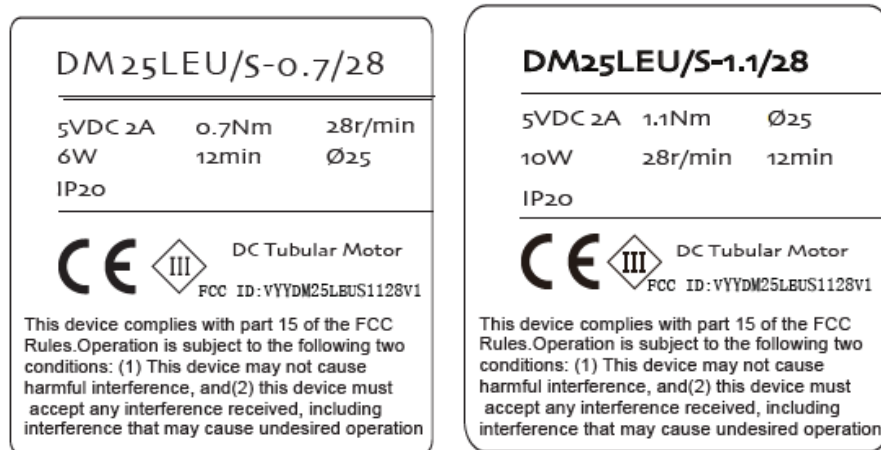 DM25LEU/S-0.7/28
5VDC 2A 0.7Nm 28r/min
6W 12min Ø25
IP20
CE III DC Tubular Motor
FCC ID:VYYDM25LEUS1128V1
This device complies with part 15 of the FCC
Rules.Operation is subject to the following two
conditions: (1) This device may not cause
harmful interference, and(2) this device must
accept any interference received, including
interference that may cause undesired operation
DM25LEU/S-1.1/28
5VDC 2A 1.1Nm Ø25
10W 28r/min 12min
IP20
CE III DC Tubular Motor
FCC ID:VYYDM25LEUS1128V1
This device complies with part 15 of the FCC
Rules.Operation is subject to the following two
conditions: (1) This device may not cause
harmful interference, and(2) this device must
accept any interference received, including
interference that may cause undesired operation